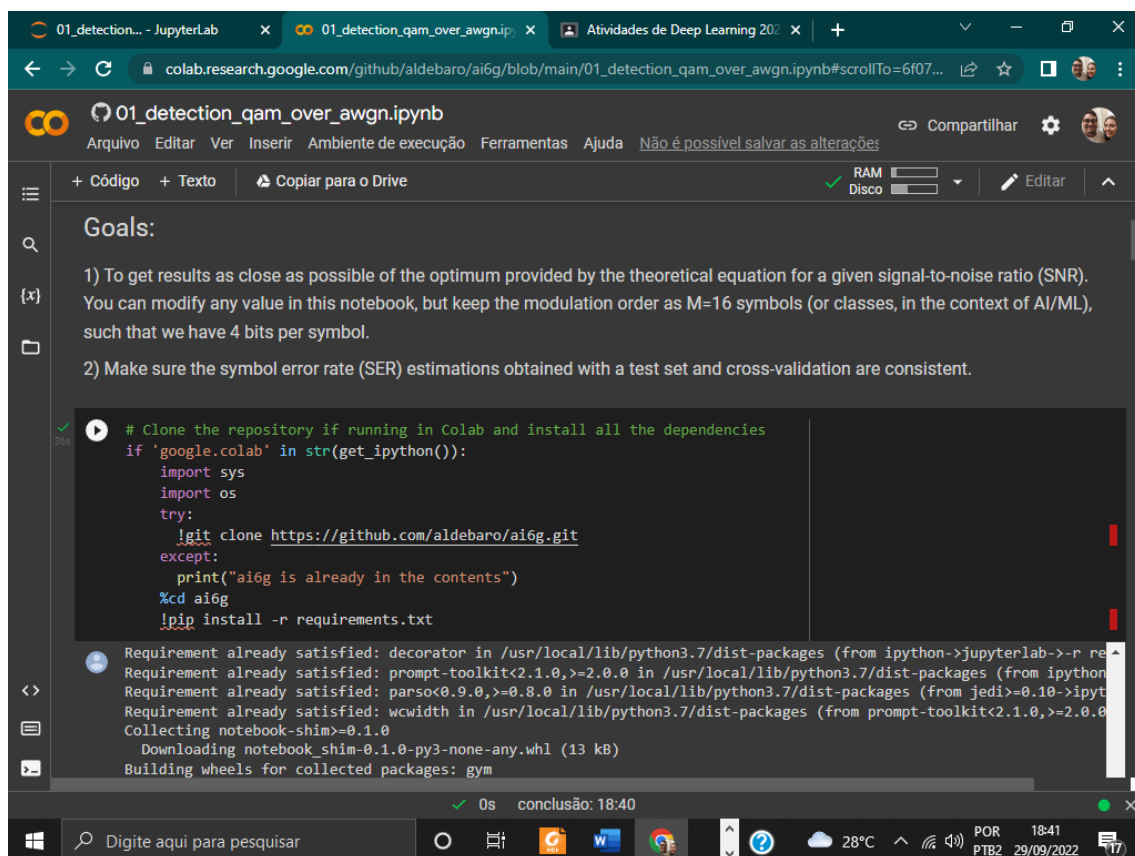 01_detection... - JupyterLab
01_detection_qam_over_awgn.ip
Atividades de Deep Learning 202
colab.research.google.com/github/aldebaro/ai6g/blob/main/01_detection_qam_over_awgn.ipynb#scrollTo=6f07...
01_detection_qam_over_awgn.ipynb
Arquivo Editar Ver Inserir Ambiente de execução Ferramentas Ajuda Não é possível salvar as alterações
Compartilhar
+ Código + Texto Copiar para o Drive
RAM
Disco
Editar
Goals:
1) To get results as close as possible of the optimum provided by the theoretical equation for a given signal-to-noise ratio (SNR).
You can modify any value in this notebook, but keep the modulation order as M=16 symbols (or classes, in the context of AI/ML),
such that we have 4 bits per symbol.
2) Make sure the symbol error rate (SER) estimations obtained with a test set and cross-validation are consistent.
36s
# Clone the repository if running in Colab and install all the dependencies
if 'google.colab' in str(get_ipython()):
import sys
import os
try:
!git clone https://github.com/aldebaro/ai6g.git
except:
print("ai6g is already in the contents")
%cd ai6g
!pip install -r requirements.txt
Requirement already satisfied: decorator in /usr/local/lib/python3.7/dist-packages (from ipython->jupyterlab->-r re
Requirement already satisfied: prompt-toolkit<2.1.0,>=2.0.0 in /usr/local/lib/python3.7/dist-packages (from ipython
Requirement already satisfied: parso<0.9.0,>=0.8.0 in /usr/local/lib/python3.7/dist-packages (from jedi>=0.10->ipyt
Requirement already satisfied: wcwidth in /usr/local/lib/python3.7/dist-packages (from prompt-toolkit<2.1.0,>=2.0.0
Collecting notebook-shim>=0.1.0
Downloading notebook_shim-0.1.0-py3-none-any.whl (13 kB)
Building wheels for collected packages: gym
0s conclusão: 18:40
Digite aqui para pesquisar
28°C
POR
PTB2
18:41
29/09/2022
17